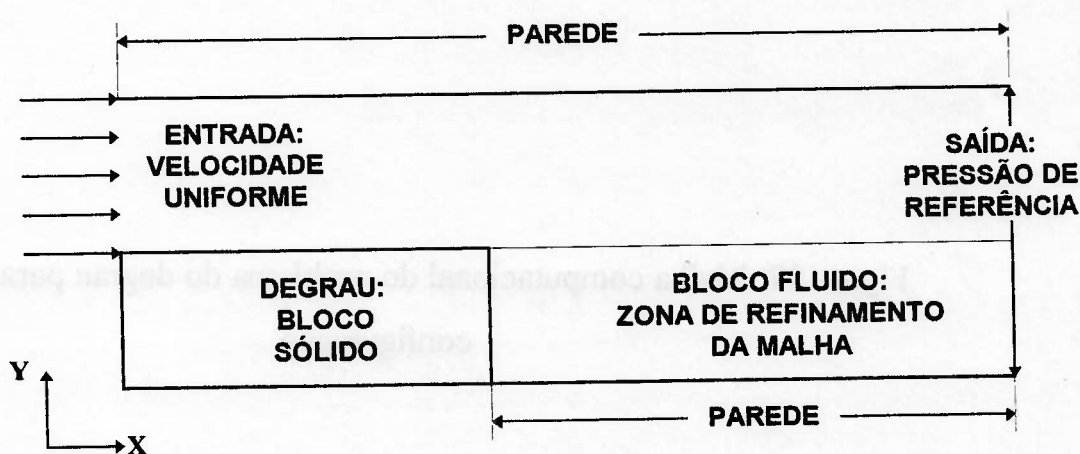 PAREDE
ENTRADA:
VELOCIDADE
UNIFORME
SAÍDA:
PRESSÃO DE
REFERÊNCIA
DEGRAU:
BLOCO
SÓLIDO
BLOCO FLUIDO:
ZONA DE REFINAMENTO
DA MALHA
Y
X
PAREDE